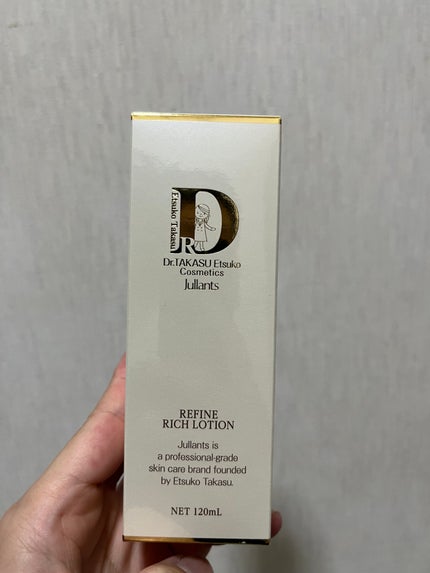 Etsuko Takasu
DR
Dr.TAKASU Etsuko
Cosmetics
Jullants
REFINE
RICH LOTION
Jullants is
a professional-grade
skin care brand founded
by Etsuko Takasu.
NET 120mL